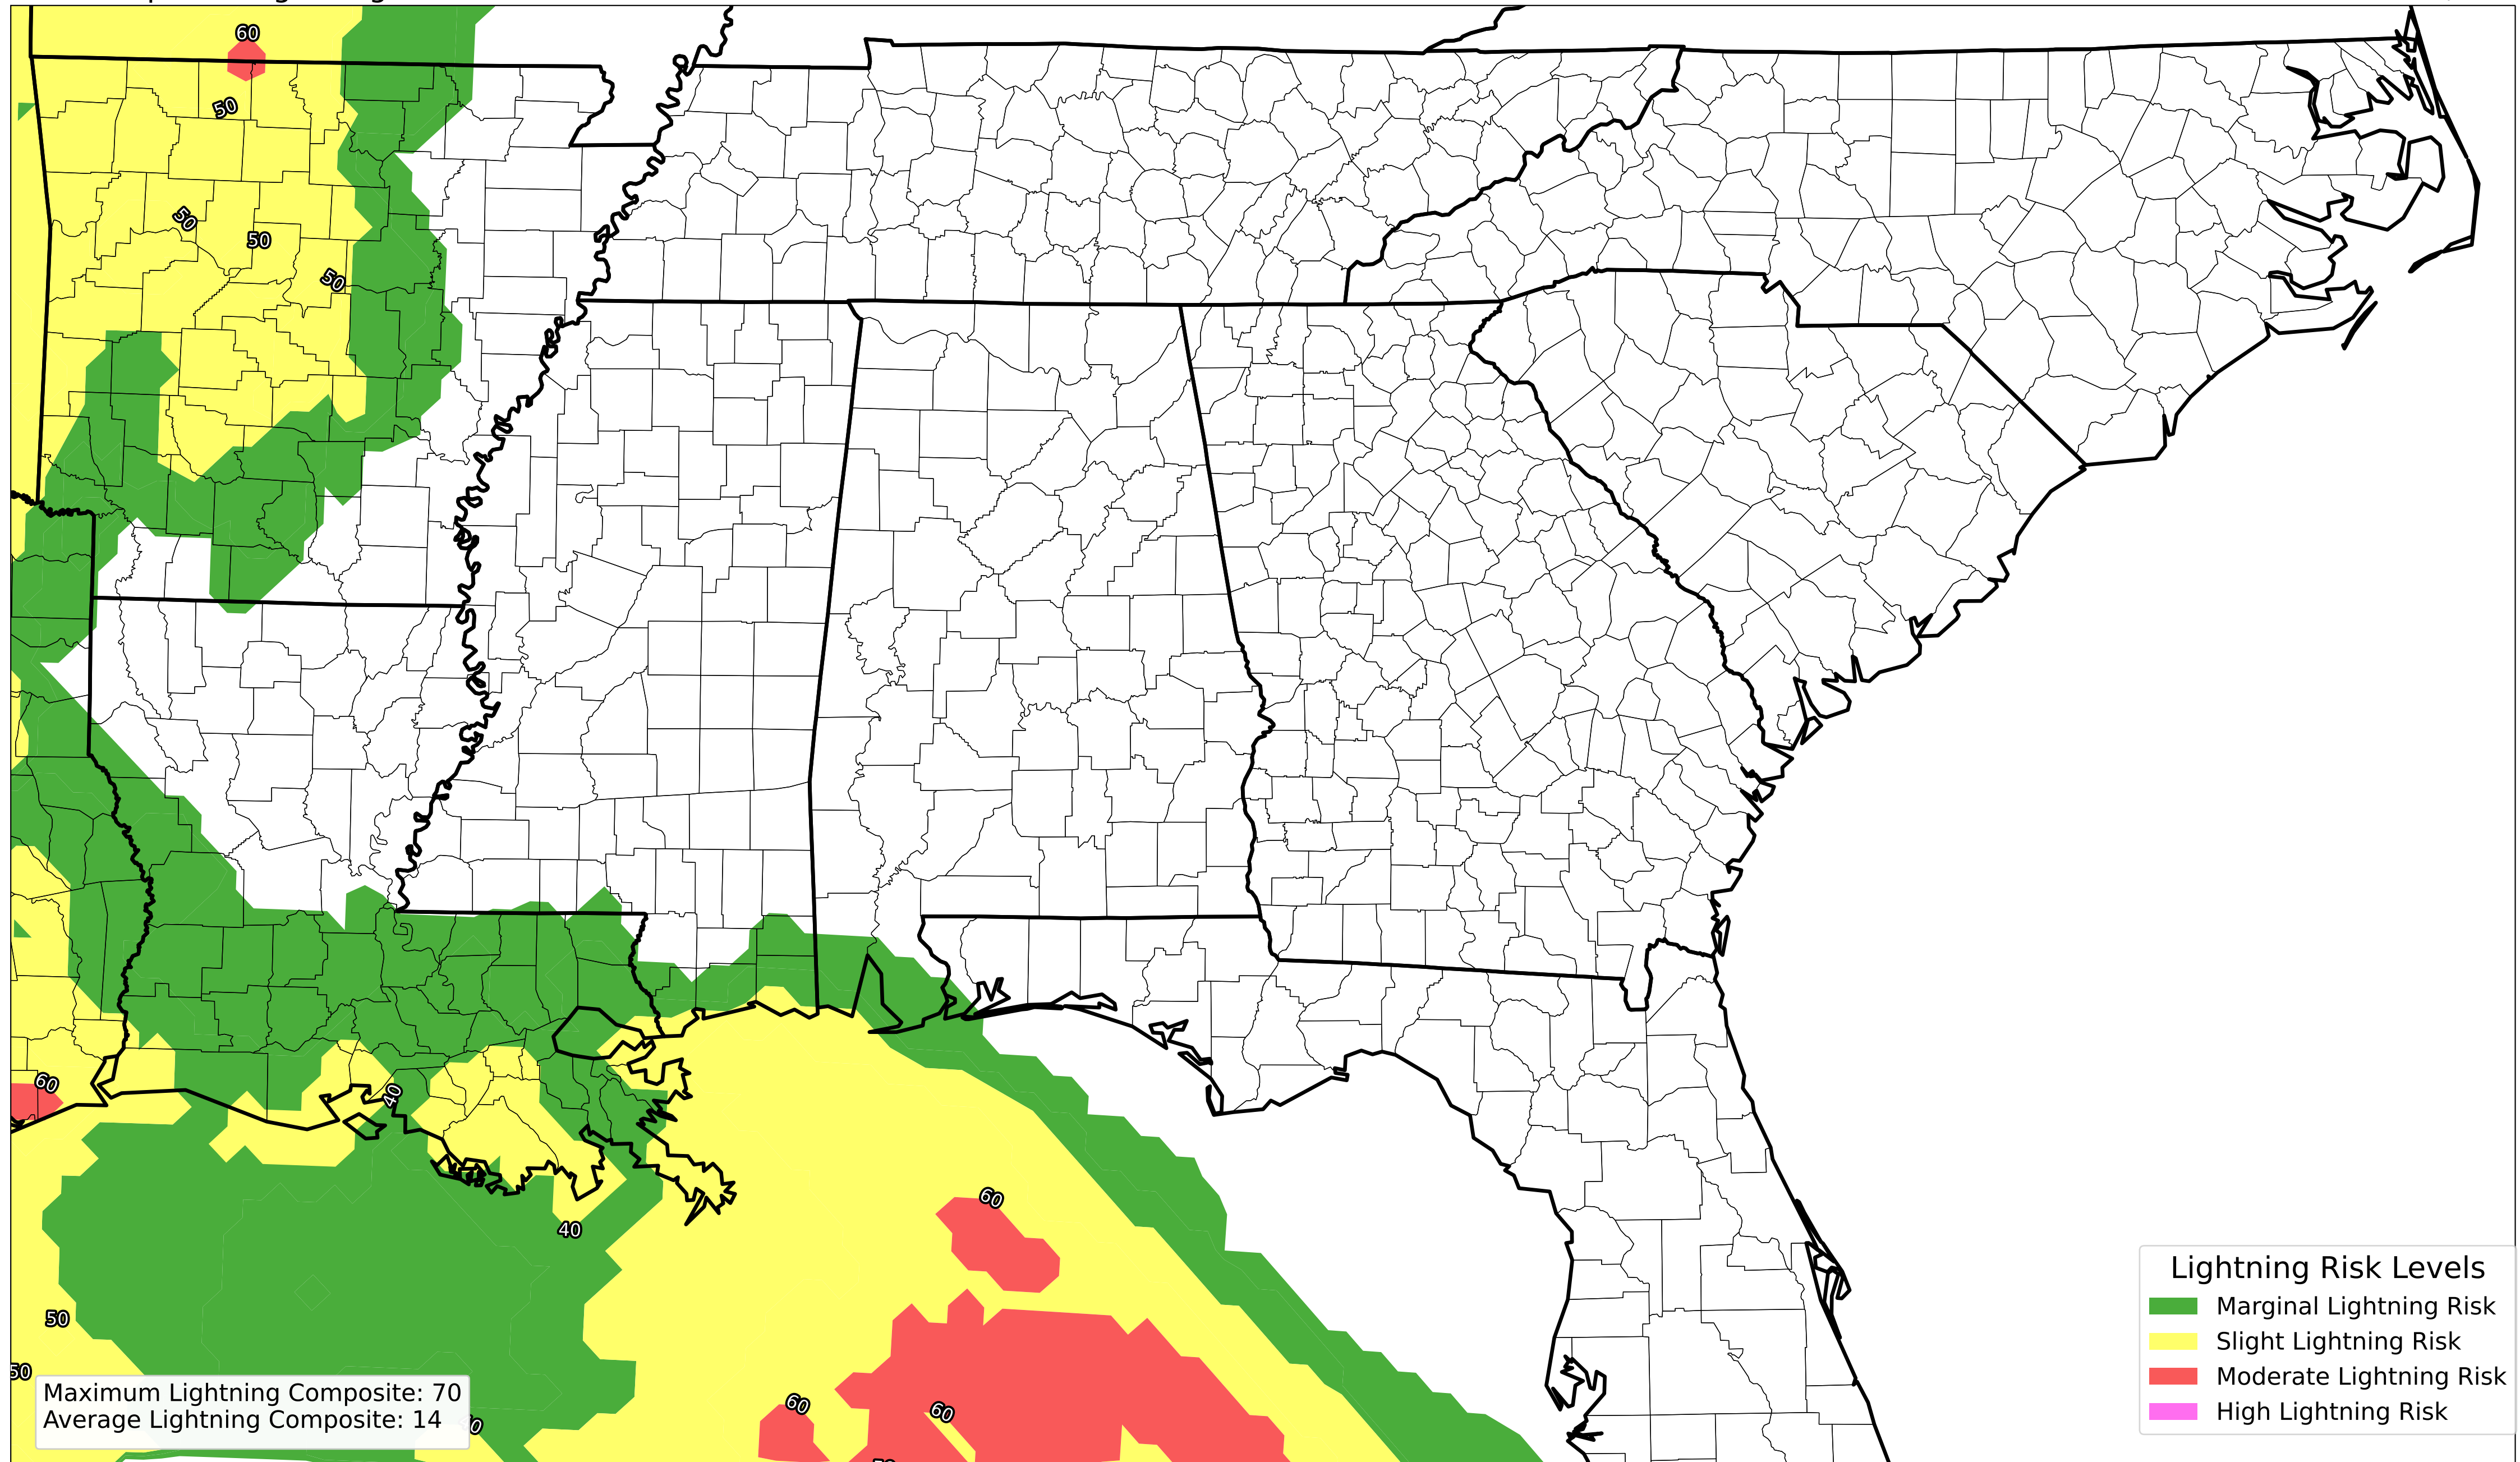 60
50
50
50
50
60
40
40
60
50
60
60
Maximum Lightning Composite: 70
Average Lightning Composite: 14
Lightning Risk Levels
Marginal Lightning Risk
Slight Lightning Risk
Moderate Lightning Risk
High Lightning Risk